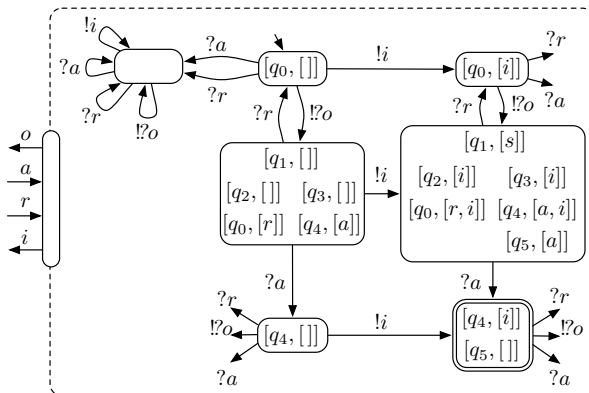 !i
?a
?r
!?o
?a
?r
[q₀, [ ]]
!i
[q₀, [i]]
?r
?a
?r
!?o
?r
!?o
o
a
r
i
[q₁, [ ]]
[q₂, [ ]] [q₃, [ ]]
[q₀, [r]] [q₄, [a]]
!i
[q₁, [s]]
[q₂, [i]] [q₃, [i]]
[q₀, [r, i]] [q₄, [a, i]]
[q₅, [a]]
?a
?a
?r
!?o
?a
[q₄, [ ]]
!i
[q₄, [i]]
[q₅, [ ]]
?r
!?o
?a